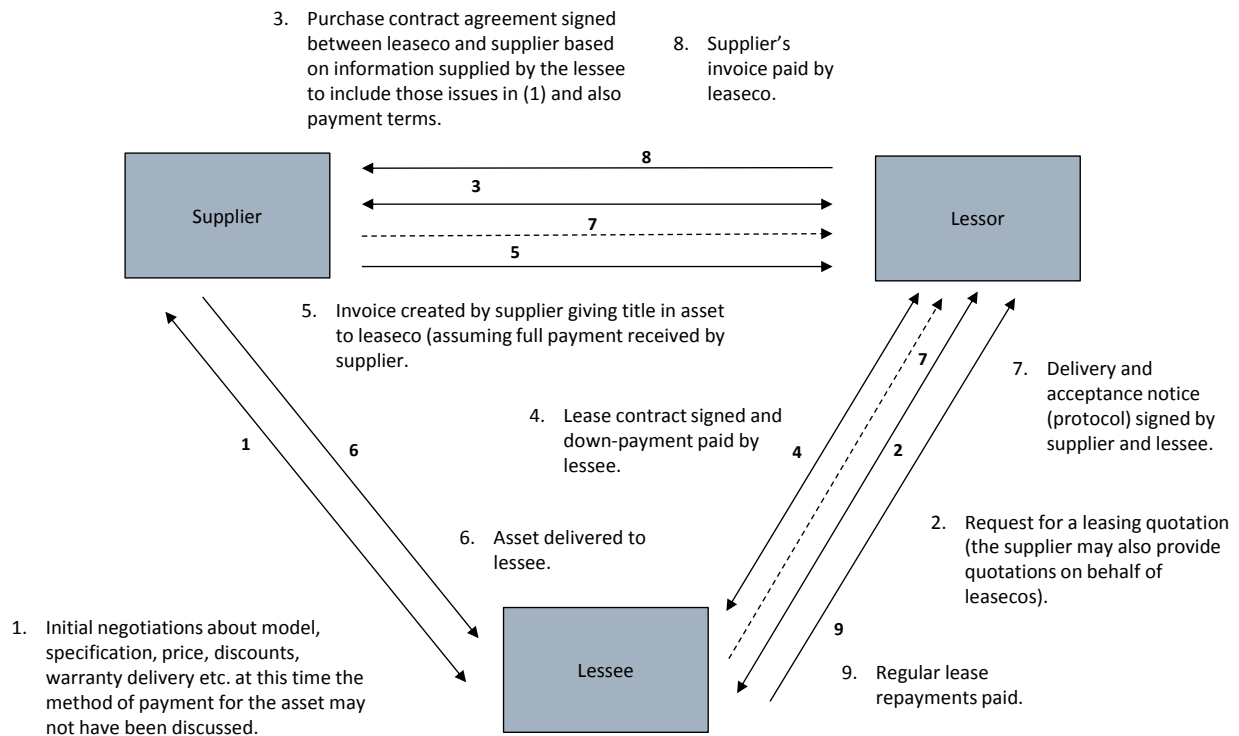 3. Purchase contract agreement signed
between leaseco and supplier based
on information supplied by the lessee
to include those issues in (1) and also
payment terms.
8. Supplier's
invoice paid by
leaseco.
Supplier
8
3
7
5
Lessor
5. Invoice created by supplier giving title in asset
to leaseco (assuming full payment received by
supplier.
1
6
4. Lease contract signed and
down-payment paid by
lessee.
4
7
2
7. Delivery and
acceptance notice
(protocol) signed by
supplier and lessee.
6. Asset delivered to
lessee.
2. Request for a leasing quotation
(the supplier may also provide
quotations on behalf of
leasecos).
1. Initial negotiations about model,
specification, price, discounts,
warranty delivery etc. at this time the
method of payment for the asset may
not have been discussed.
Lessee
9
9. Regular lease
repayments paid.